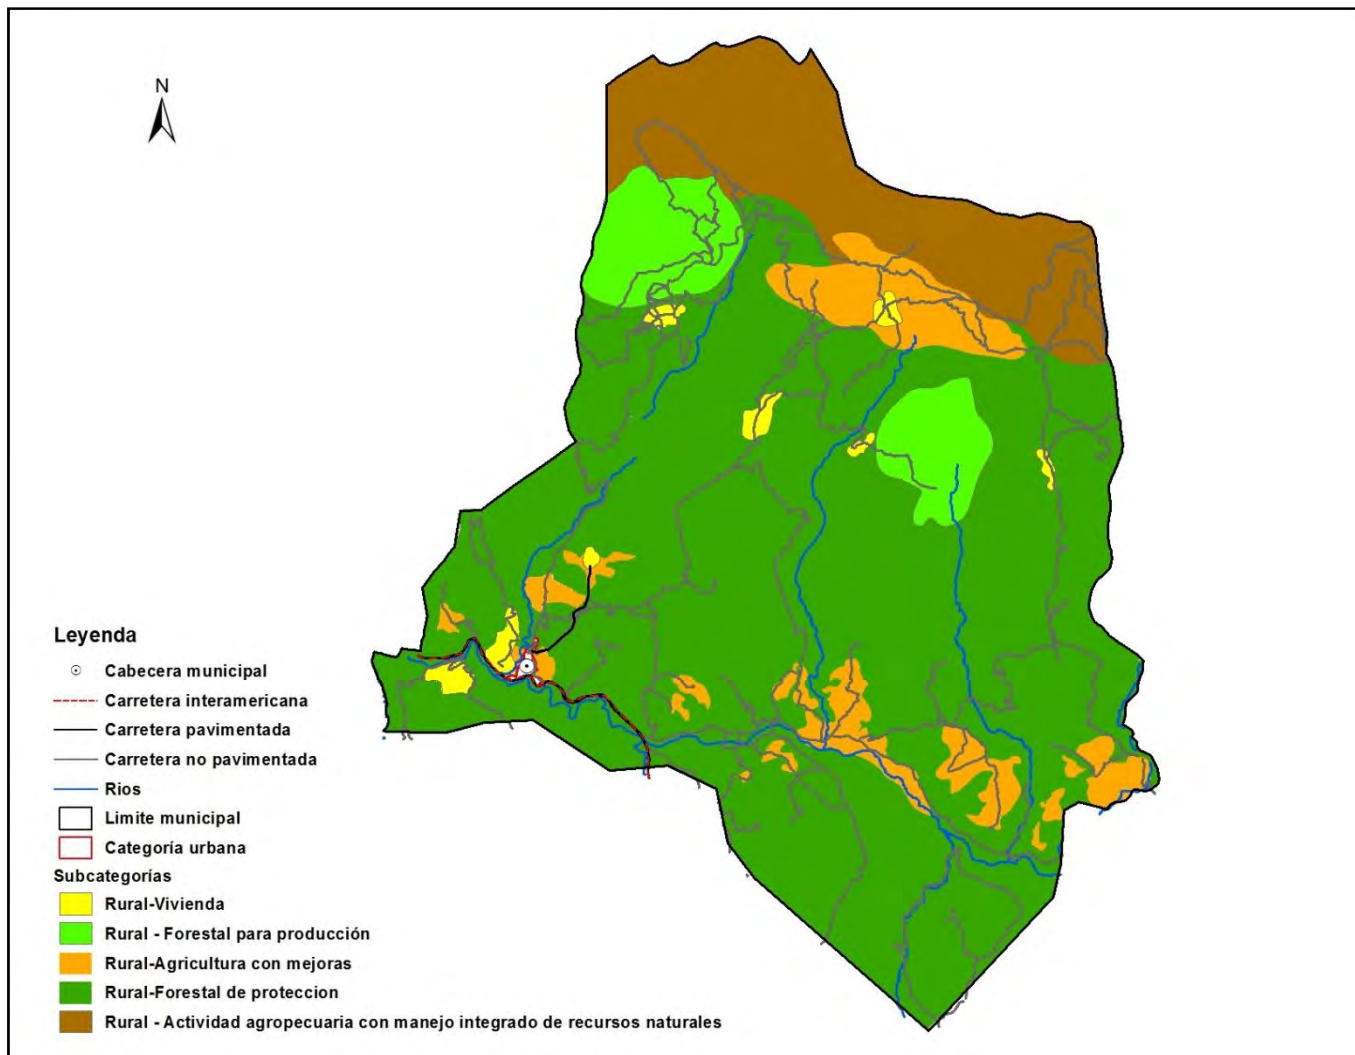 N
Leyenda
Cabecera municipal
Carretera interamericana
Carretera pavimentada
Carretera no pavimentada
Rios
Limite municipal
Categoría urbana
Subcategorías
Rural-Vivienda
Rural - Forestal para producción
Rural-Agricultura con mejoras
Rural-Forestal de proteccion
Rural - Actividad agropecuaria con manejo integrado de recursos naturales